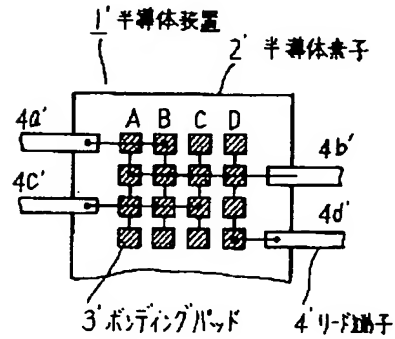 1' 半導体装置
2' 半導体素子
A B C D
4a'
4b'
4c'
4d'
3' ボンディングパッド
4' リード端子